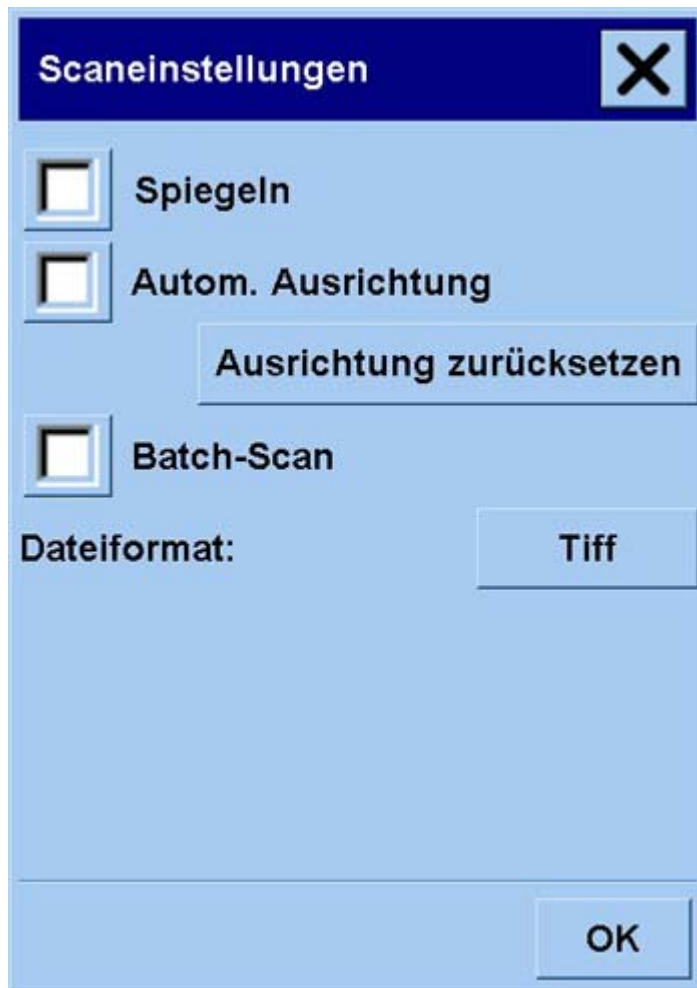 Scaneinstellungen
Spiegeln
Autom. Ausrichtung
Ausrichtung zurücksetzen
Batch-Scan
Dateiformat: Tiff
OK